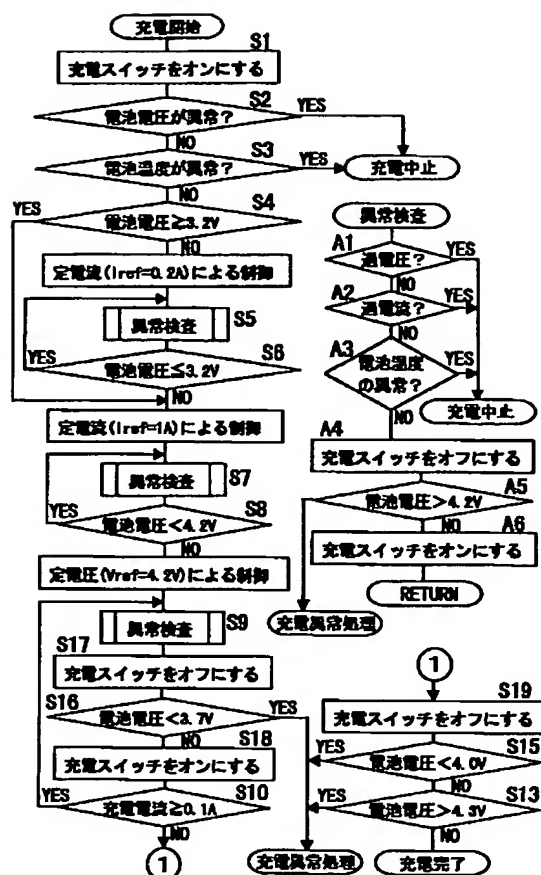 充電開始
S1
充電スイッチをオンにする
S2
電池電圧が異常?
YES
NO
S3
電池温度が異常?
YES
充電中止
NO
S4
YES
電池電圧≧3.2V
NO
定電流(Iref=0.2A)による制御
異常検査
S5
S6
YES
電池電圧≦3.2V
NO
定電流(Iref=1A)による制御
異常検査
S7
S8
YES
電池電圧<4.2V
NO
定電圧(Vref=4.2V)による制御
異常検査
S9
S17
充電スイッチをオフにする
S16
電池電圧<3.7V
YES
NO
S18
充電スイッチをオンにする
S10
YES
充電電流≧0.1A
NO
1
充電異常処理
異常検査
A1
過電圧?
YES
NO
A2
過電流?
YES
NO
A3
電池温度
の異常?
YES
NO
充電中止
A4
充電スイッチをオフにする
A5
電池電圧>4.2V
YES
NO
A6
充電スイッチをオンにする
RETURN
充電異常処理
1
S19
充電スイッチをオフにする
S15
YES
電池電圧<4.0V
NO
S13
YES
電池電圧>4.3V
NO
充電完了